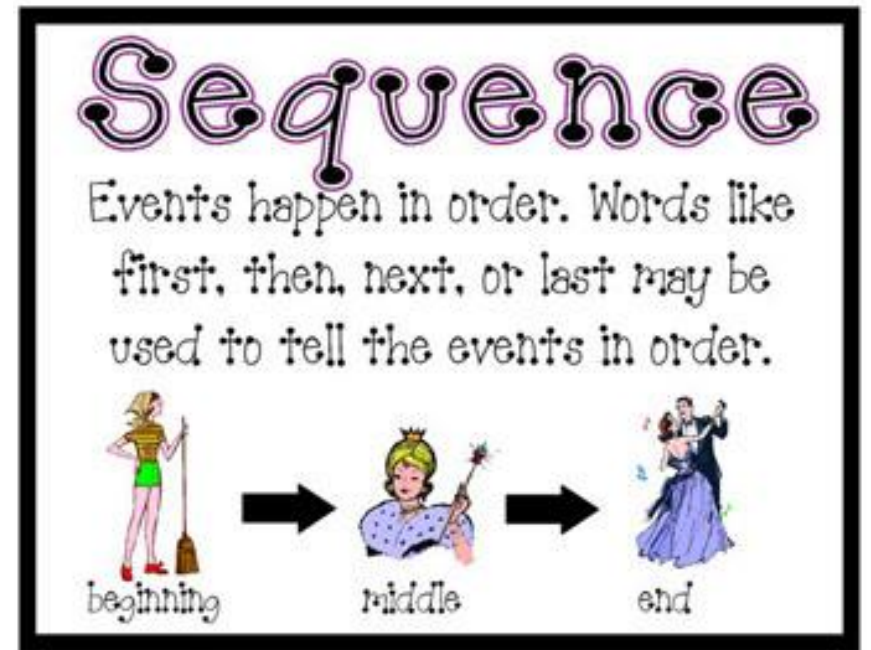 Sequence
Events happen in order. Words like
first, then, next, or last may be
used to tell the events in order.
beginning middle end